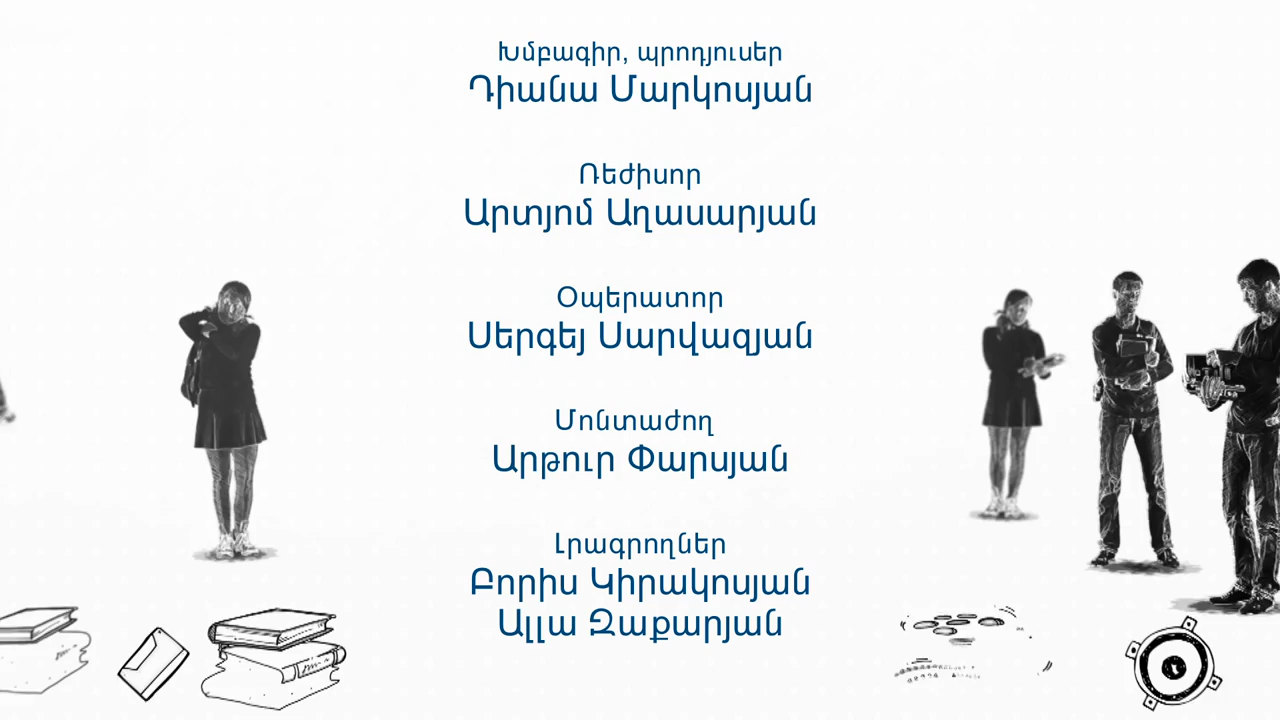 Խմբագիր, պրոդյուսեր
Դիանա Մարկոսյան
Ռեժիսոր
Արտյոմ Աղասարյան
Օպերատոր
Սերգեյ Սարվազյան
Մոնտաժող
Արթուր Փարսյան
Լրագրողներ
Բորիս Կիրակոսյան
Ալլա Զաքարյան